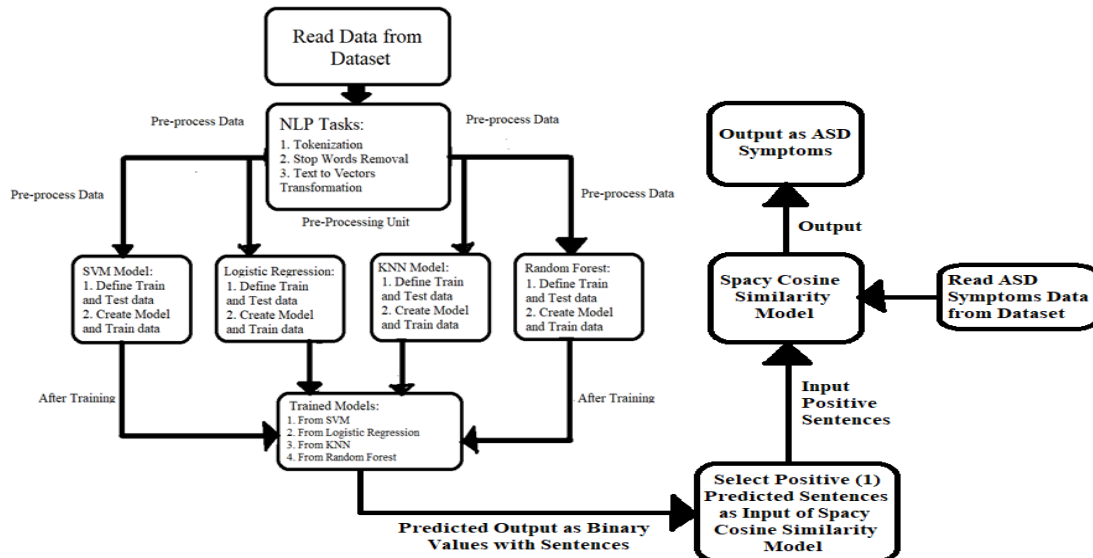 Read Data from
Dataset
Pre-process Data
Pre-process Data
NLP Tasks:
1. Tokenization
2. Stop Words Removal
3. Text to Vectors
Transformation
Pre-process Data
Pre-process Data
Pre-Processing Unit
SVM Model:
1. Define Train
and Test data
2. Create Model
and Train data
Logistic Regression:
1. Define Train
and Test data
2. Create Model
and Train data
KNN Model:
1. Define Train
and Test data
2. Create Model
and Train data
Random Forest:
1. Define Train
and Test data
2. Create Model
and Train data
After Training
After Training
Trained Models:
1. From SVM
2. From Logistic Regression
3. From KNN
4. From Random Forest
Predicted Output as Binary
Values with Sentences
Select Positive (1)
Predicted Sentences
as Input of Spacy
Cosine Similarity
Model
Input
Positive
Sentences
Spacy Cosine
Similarity
Model
Read ASD
Symptoms Data
from Dataset
Output
Output as ASD
Symptoms